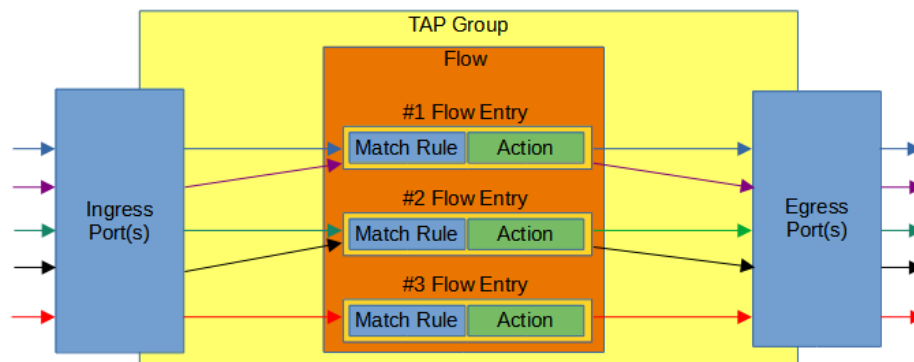 TAP Group
Flow
#1 Flow Entry
Match Rule Action
#2 Flow Entry
Ingress
Port(s)
Match Rule Action
Egress
Port(s)
#3 Flow Entry
Match Rule Action